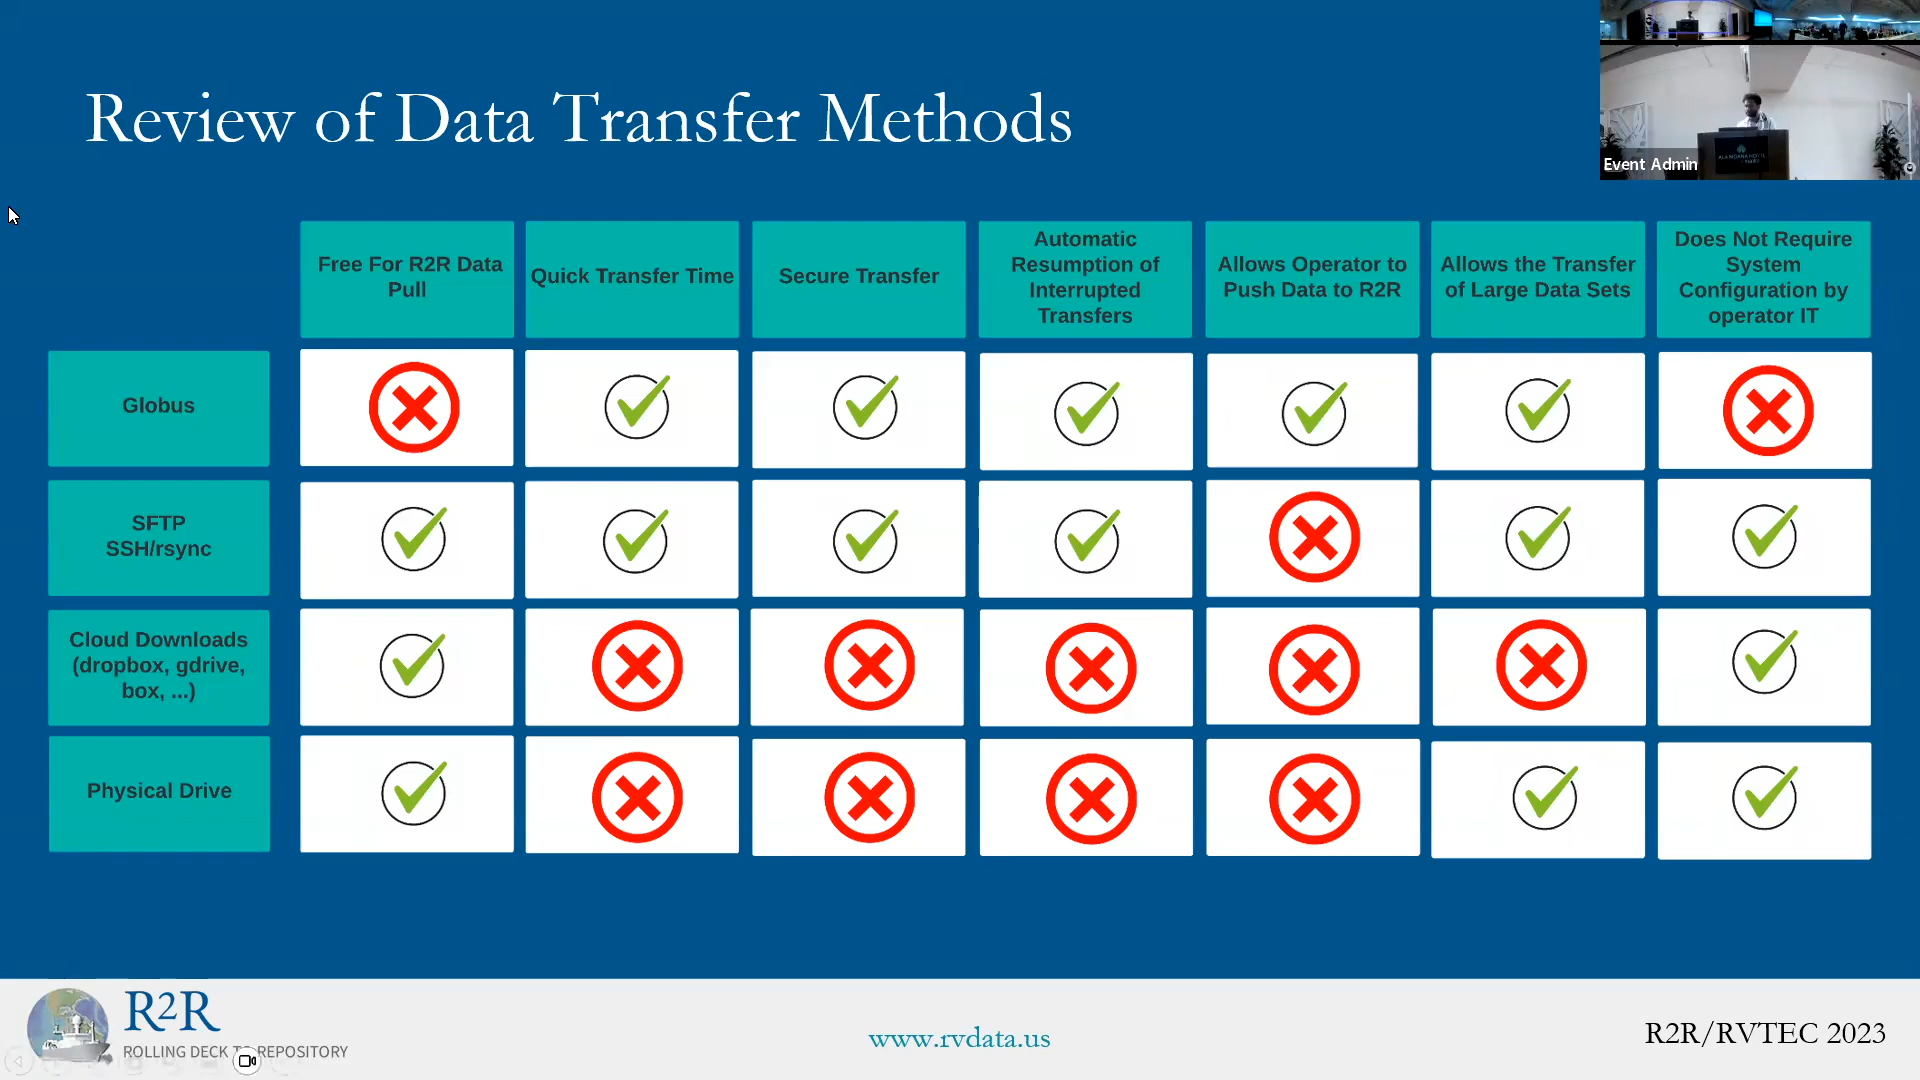 Review of Data Transfer Methods
Event Admin
Free For R2R Data
Pull
Quick Transfer Time
Secure Transfer
Automatic
Resumption of
Interrupted
Transfers
Allows Operator to
Push Data to R2R
Allows the Transfer
of Large Data Sets
Does Not Require
System
Configuration by
operator IT
Globus
SFTP
SSH/rsync
Cloud Downloads
(dropbox, gdrive,
box, ...)
Physical Drive
R2R
ROLLING DECK TO REPOSITORY
www.rvdata.us
R2R/RVTEC 2023